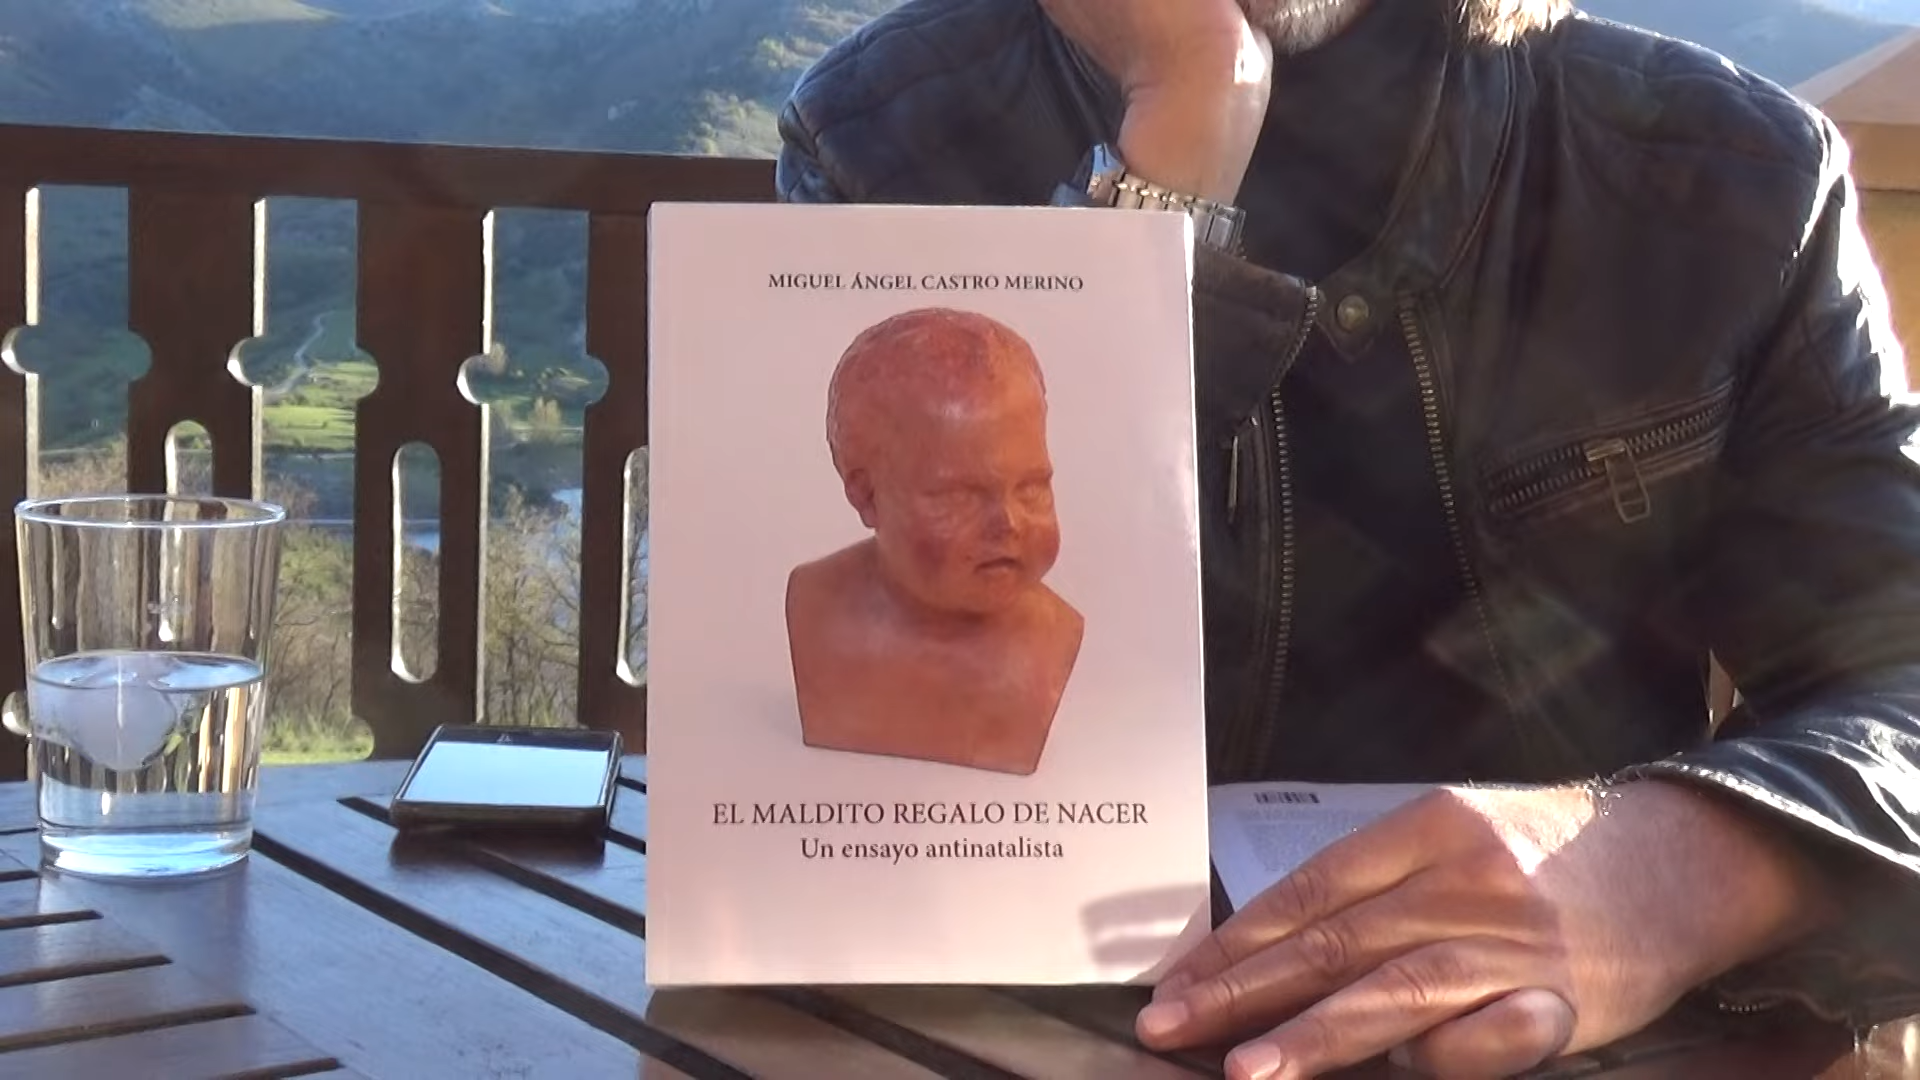 MIGUEL ÁNGEL CASTRO MERINO
EL MALDITO REGALO DE NACER
Un ensayo antinatalista